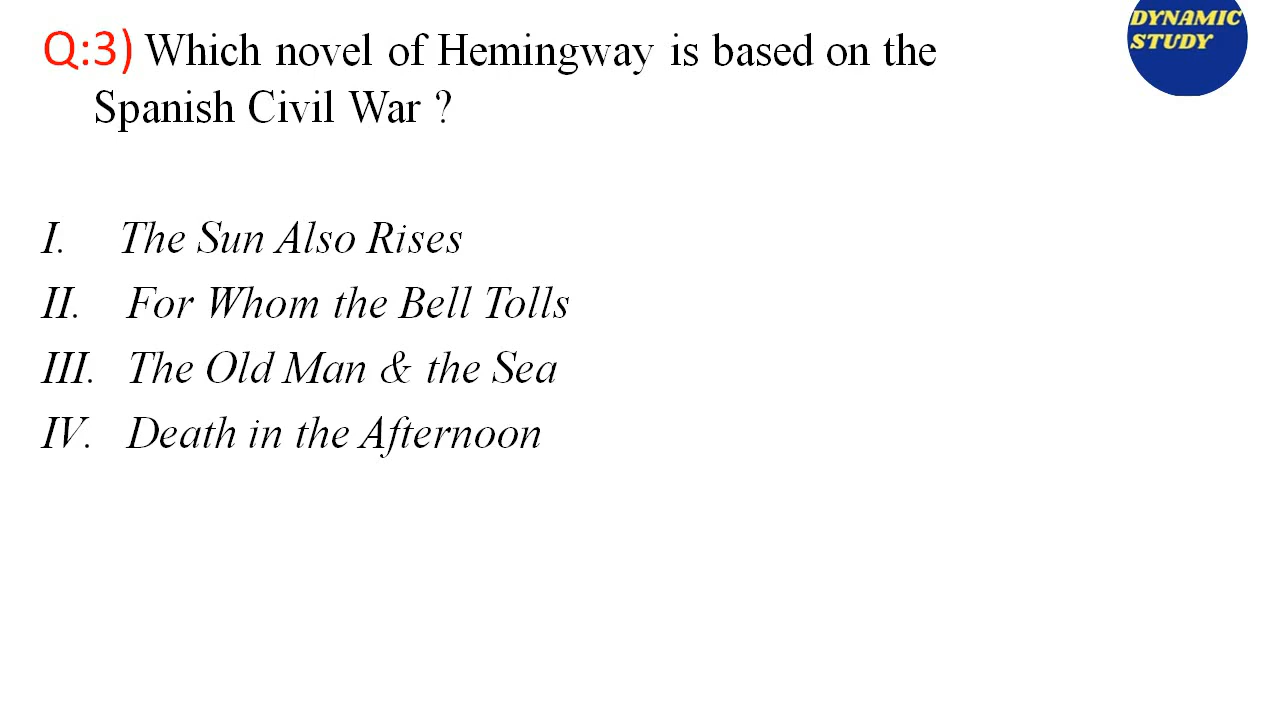 Q:3) Which novel of Hemingway is based on the
Spanish Civil War ?
DYNAMIC
STUDY
I. The Sun Also Rises
II. For Whom the Bell Tolls
III. The Old Man & the Sea
IV. Death in the Afternoon